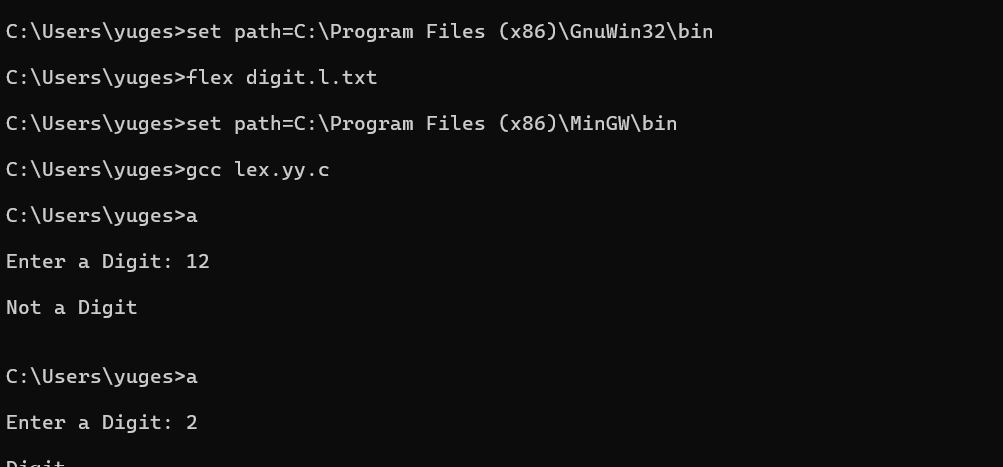 C:\Users\yuges>set path=C:\Program Files (x86)\GnuWin32\bin
C:\Users\yuges>flex digit.l.txt
C:\Users\yuges>set path=C:\Program Files (x86)\MinGW\bin
C:\Users\yuges>gcc lex.yy.c
C:\Users\yuges>a
Enter a Digit: 12
Not a Digit
C:\Users\yuges>a
Enter a Digit: 2
Digit